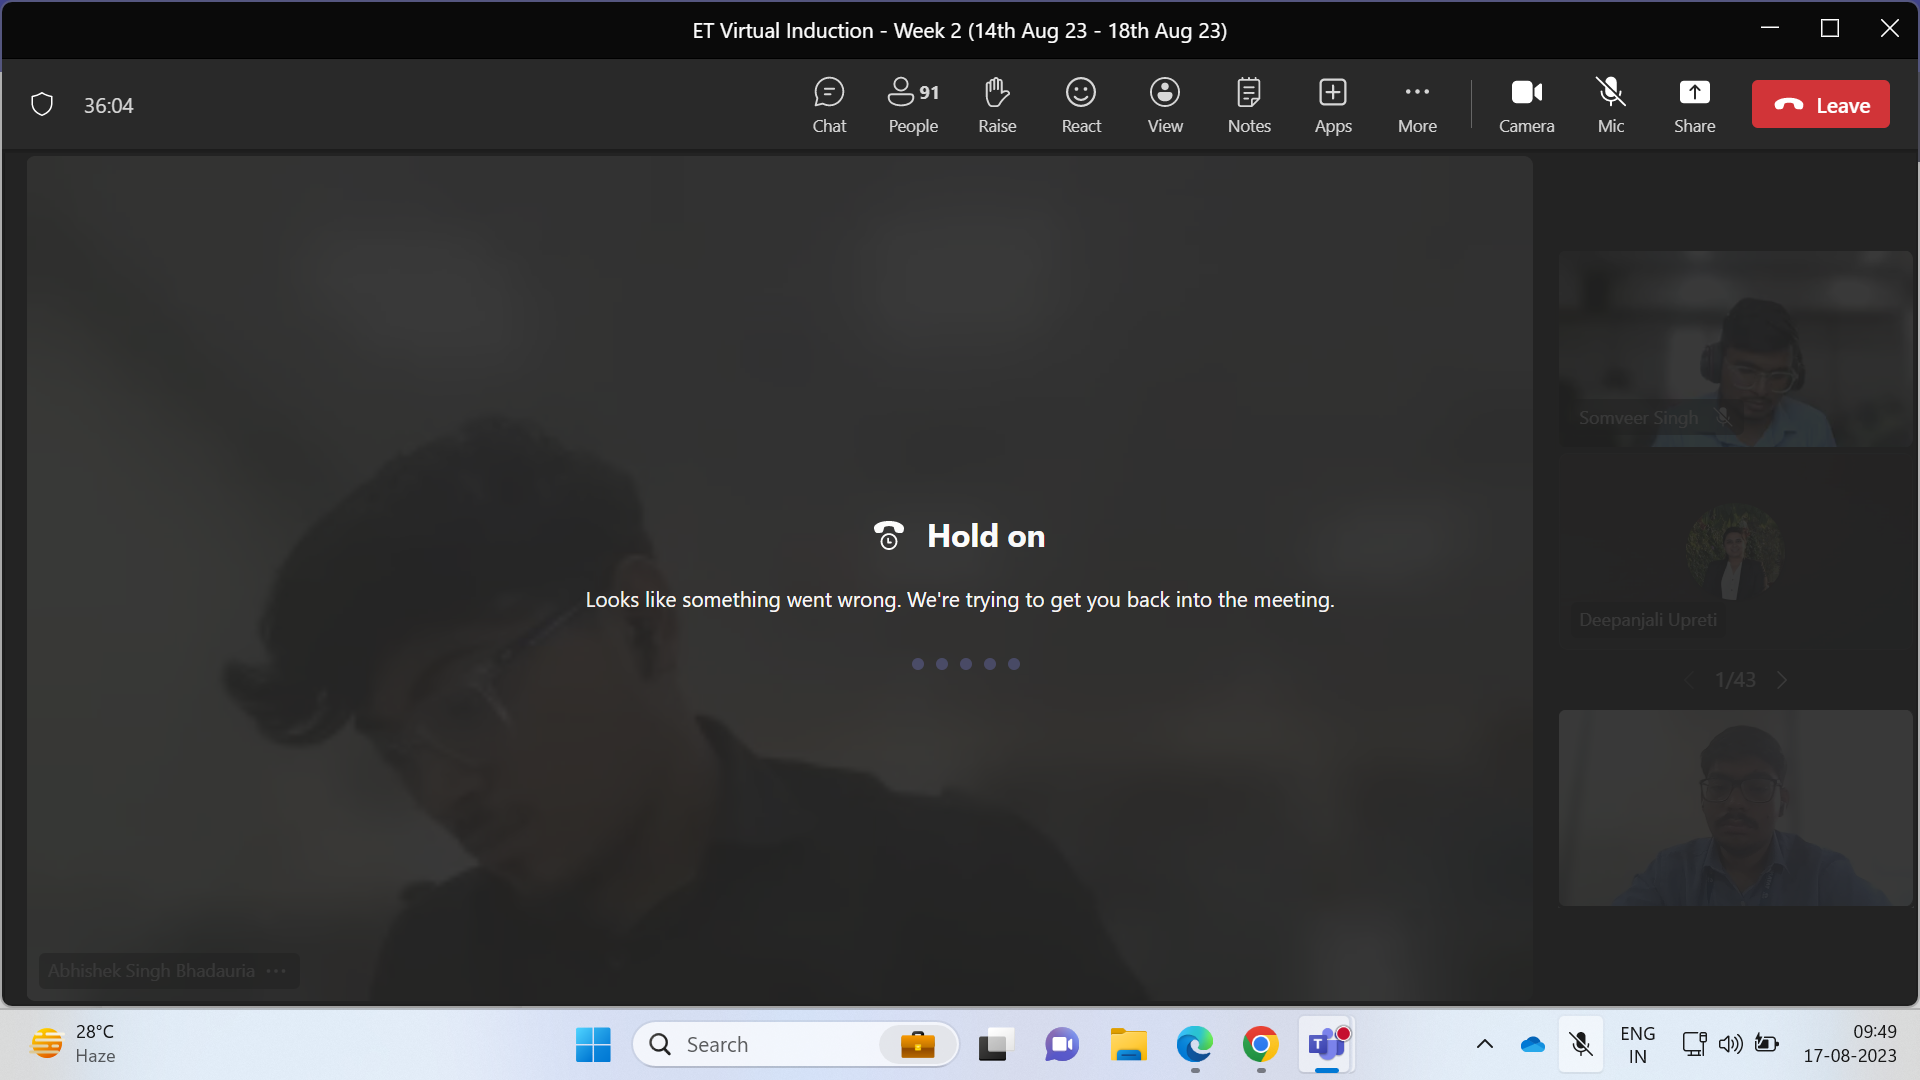 ET Virtual Induction - Week 2 (14th Aug 23 - 18th Aug 23)
36:04
Chat
91
People
Raise
React
View
Notes
Apps
More
Camera
Mic
Share
Leave
Somveer Singh
Hold on
Looks like something went wrong. We're trying to get you back into the meeting.
Deepanjali Upreti
1/43
Abhishek Singh Bhadauria
28°C
Haze
Search
T
ENG
IN
09:49
17-08-2023